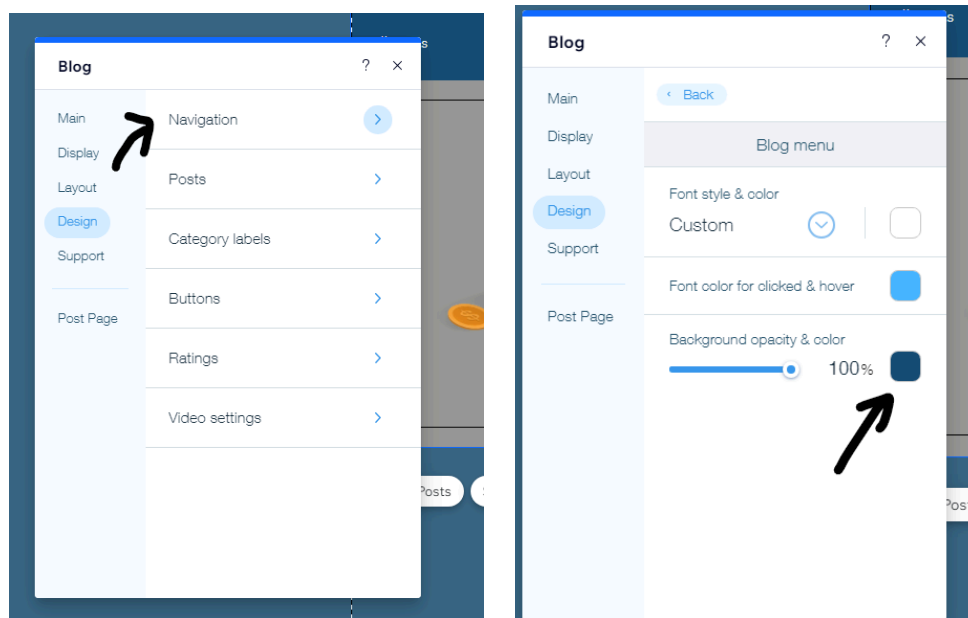 s
Blog
?
×
Main
Display
Layout
Design
Support
Post Page
Navigation
Posts
Category labels
Buttons
Ratings
Video settings
Posts
s
Blog
?
×
Main
Display
Layout
Design
Support
Post Page
‹ Back
Blog menu
Font style & color
Custom
Font color for clicked & hover
Background opacity & color
100%
Pos